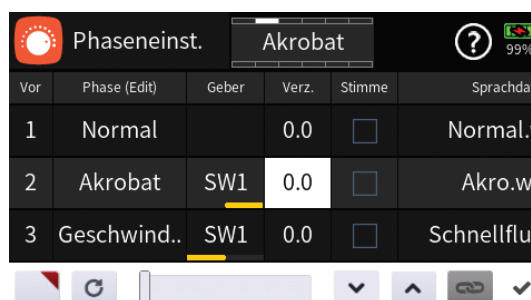 Phaseneinst. Akrobat ? 99%
Vor Phase (Edit) Geber Verz. Stimme Sprachda
1 Normal 0.0 Normal.
2 Akrobat SW1 0.0 Akro.w
3 Geschwind.. SW1 0.0 Schnellflu